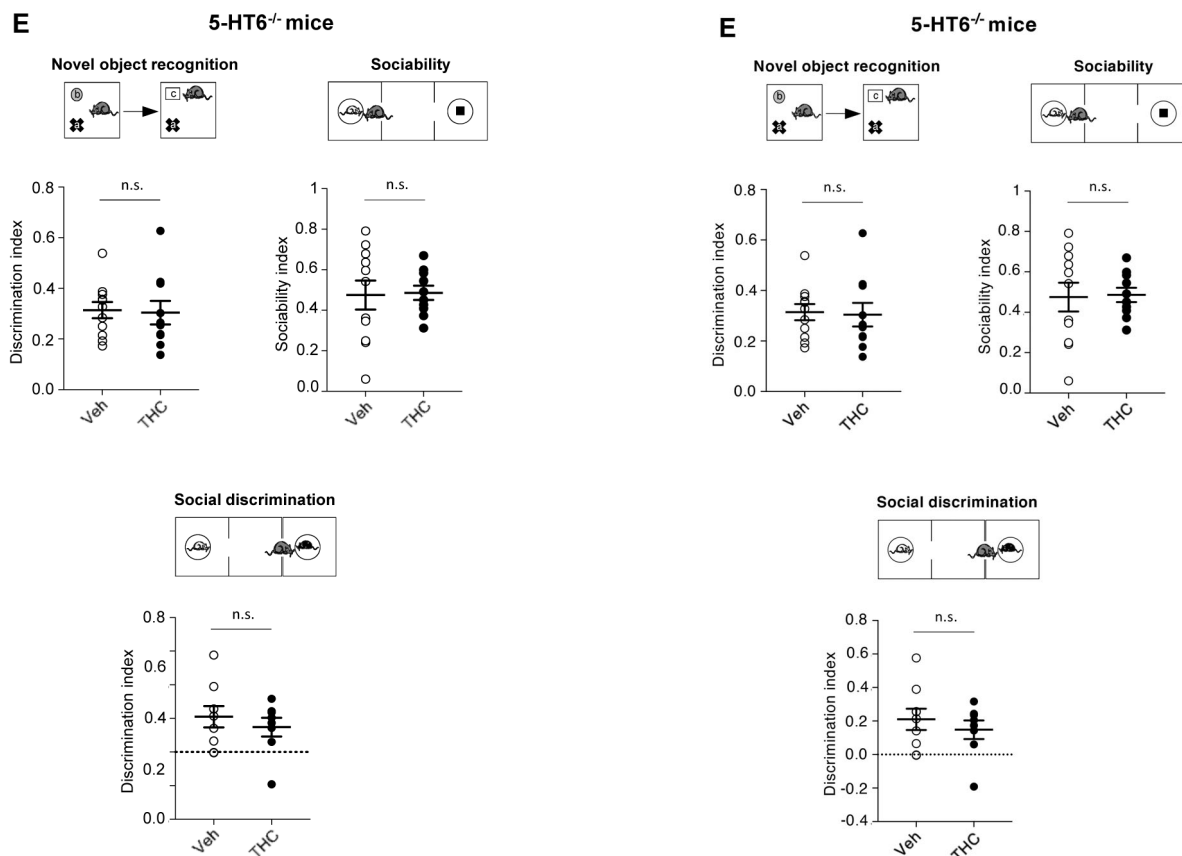 E
5-HT6-/- mice
Novel object recognition
Sociability
b
a
c
a
n.s.
n.s.
Discrimination index
0.8
0.6
0.4
0.2
0.0
Veh
THC
Sociability index
1
0.8
0.6
0.4
0.2
0.0
Veh
THC
Social discrimination
n.s.
Discrimination index
0.8
0.6
0.4
0.2
0.0
Veh
THC
E
5-HT6-/- mice
Novel object recognition
Sociability
b
a
c
a
n.s.
n.s.
Discrimination index
0.8
0.6
0.4
0.2
0.0
Veh
THC
Sociability index
1
0.8
0.6
0.4
0.2
0.0
Veh
THC
Social discrimination
n.s.
Discrimination index
0.8
0.6
0.4
0.2
0.0
-0.2
-0.4
Veh
THC